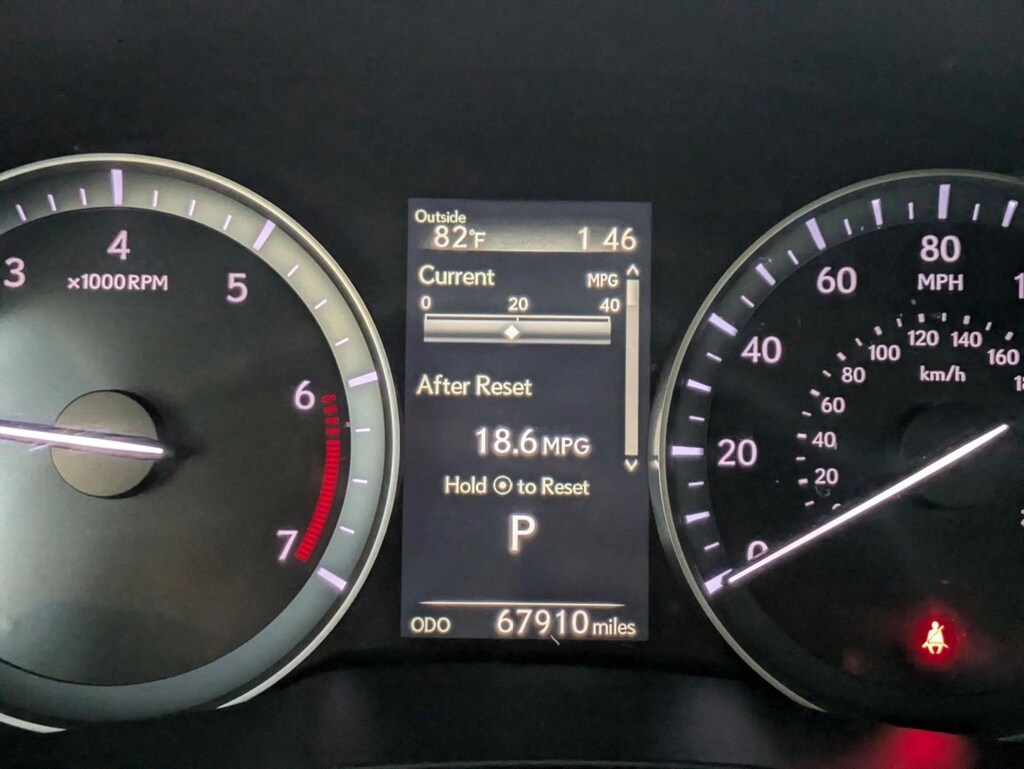 3
4
5
6
7
×1000RPM
Outside
82°F 1 46
Current MPG
0 20 40
After Reset
18.6 MPG
Hold to Reset
P
ODO 67910 miles
0
20
40
60
80
MPH
20
40
60
80
100
120
140
160
km/h